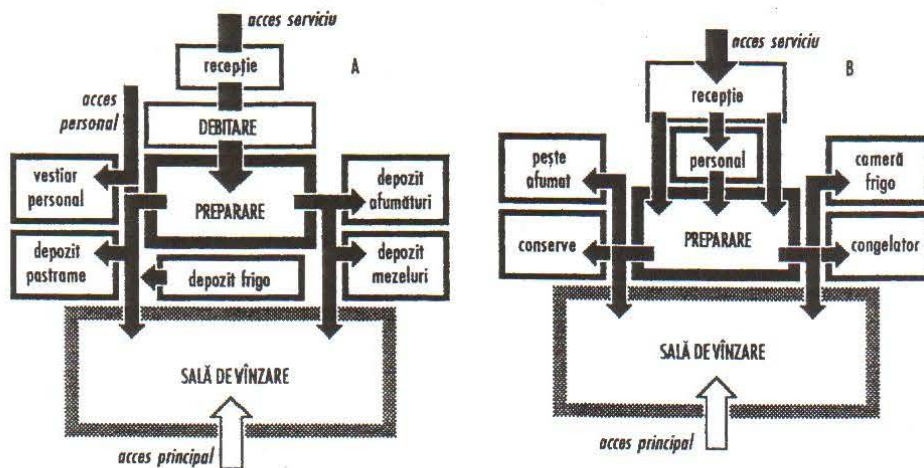 acces serviciu
recepție
A
acces
personal
DEBITARE
vestiar
personal
PREPARARE
depozit
afumături
depozit
pastrame
depozit frigo
depozit
mezeluri
SALĂ DE VÎNZARE
acces principal
acces serviciu
B
recepție
pește
afumat
personal
cameră
frigo
conserve
PREPARARE
congelator
SALĂ DE VÎNZARE
acces principal